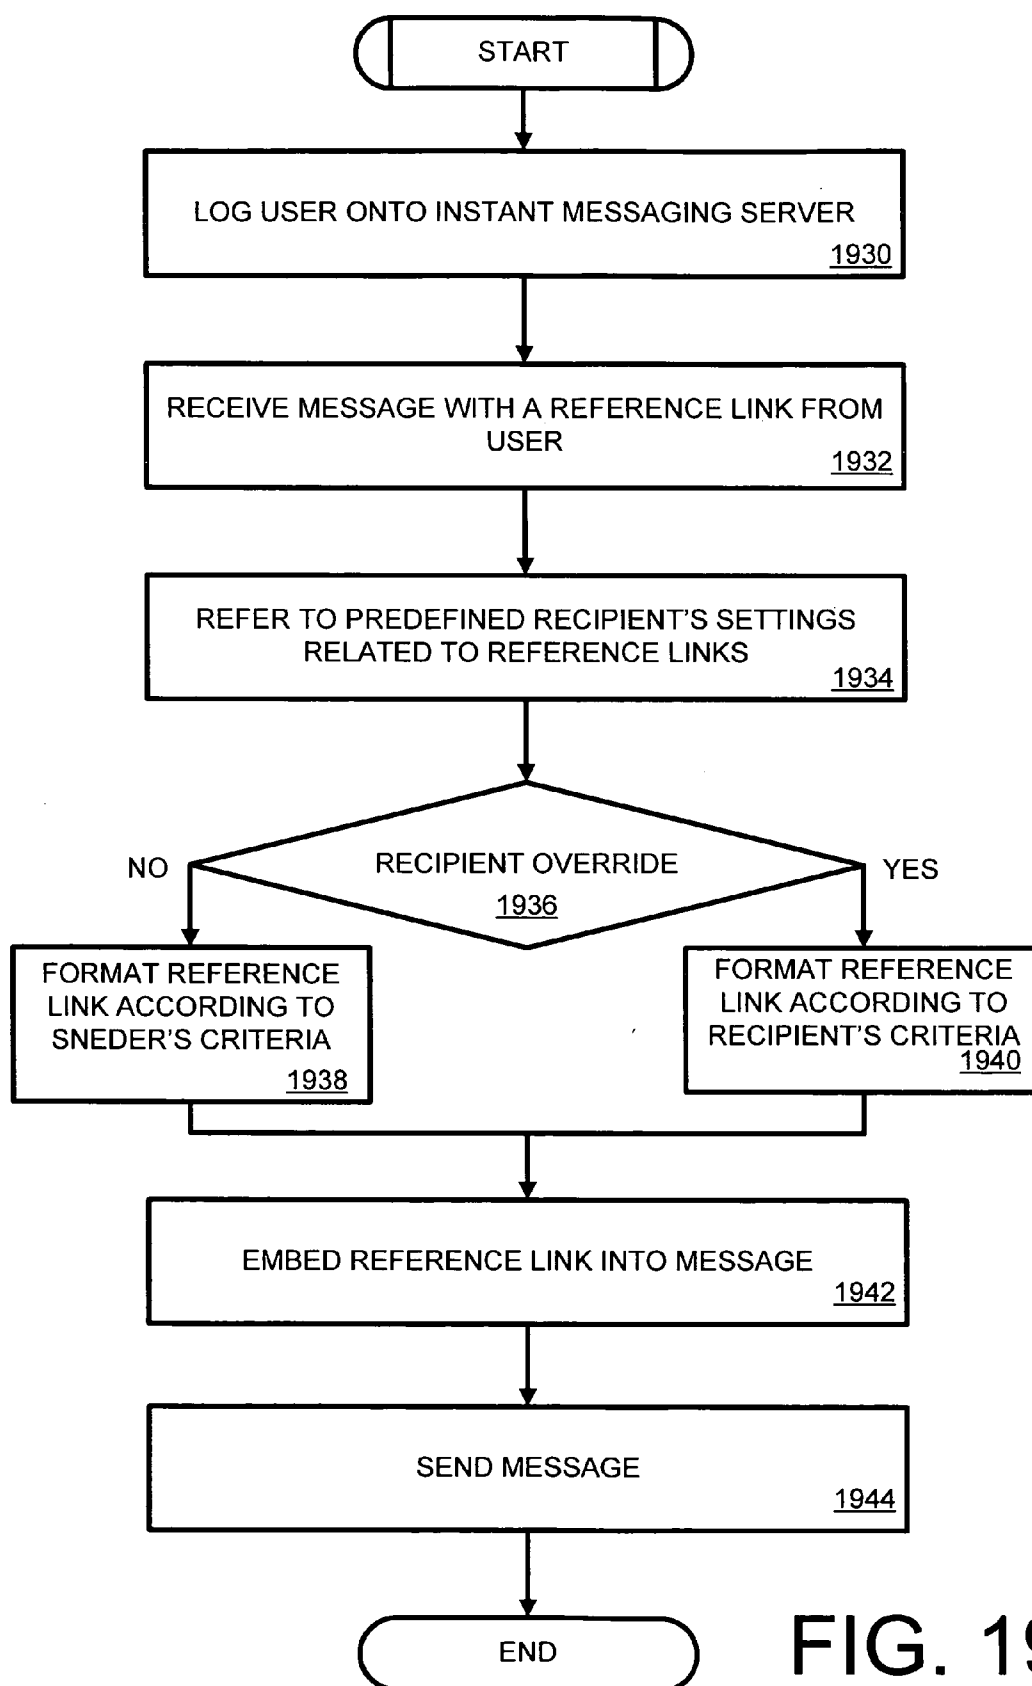 START
LOG USER ONTO INSTANT MESSAGING SERVER
1930
RECEIVE MESSAGE WITH A REFERENCE LINK FROM
USER
1932
REFER TO PREDEFINED RECIPIENT'S SETTINGS
RELATED TO REFERENCE LINKS
1934
RECIPIENT OVERRIDE
1936
NO
YES
FORMAT REFERENCE
LINK ACCORDING TO
SNEDER'S CRITERIA
1938
FORMAT REFERENCE
LINK ACCORDING TO
RECIPIENT'S CRITERIA
1940
EMBED REFERENCE LINK INTO MESSAGE
1942
SEND MESSAGE
1944
END
FIG. 19